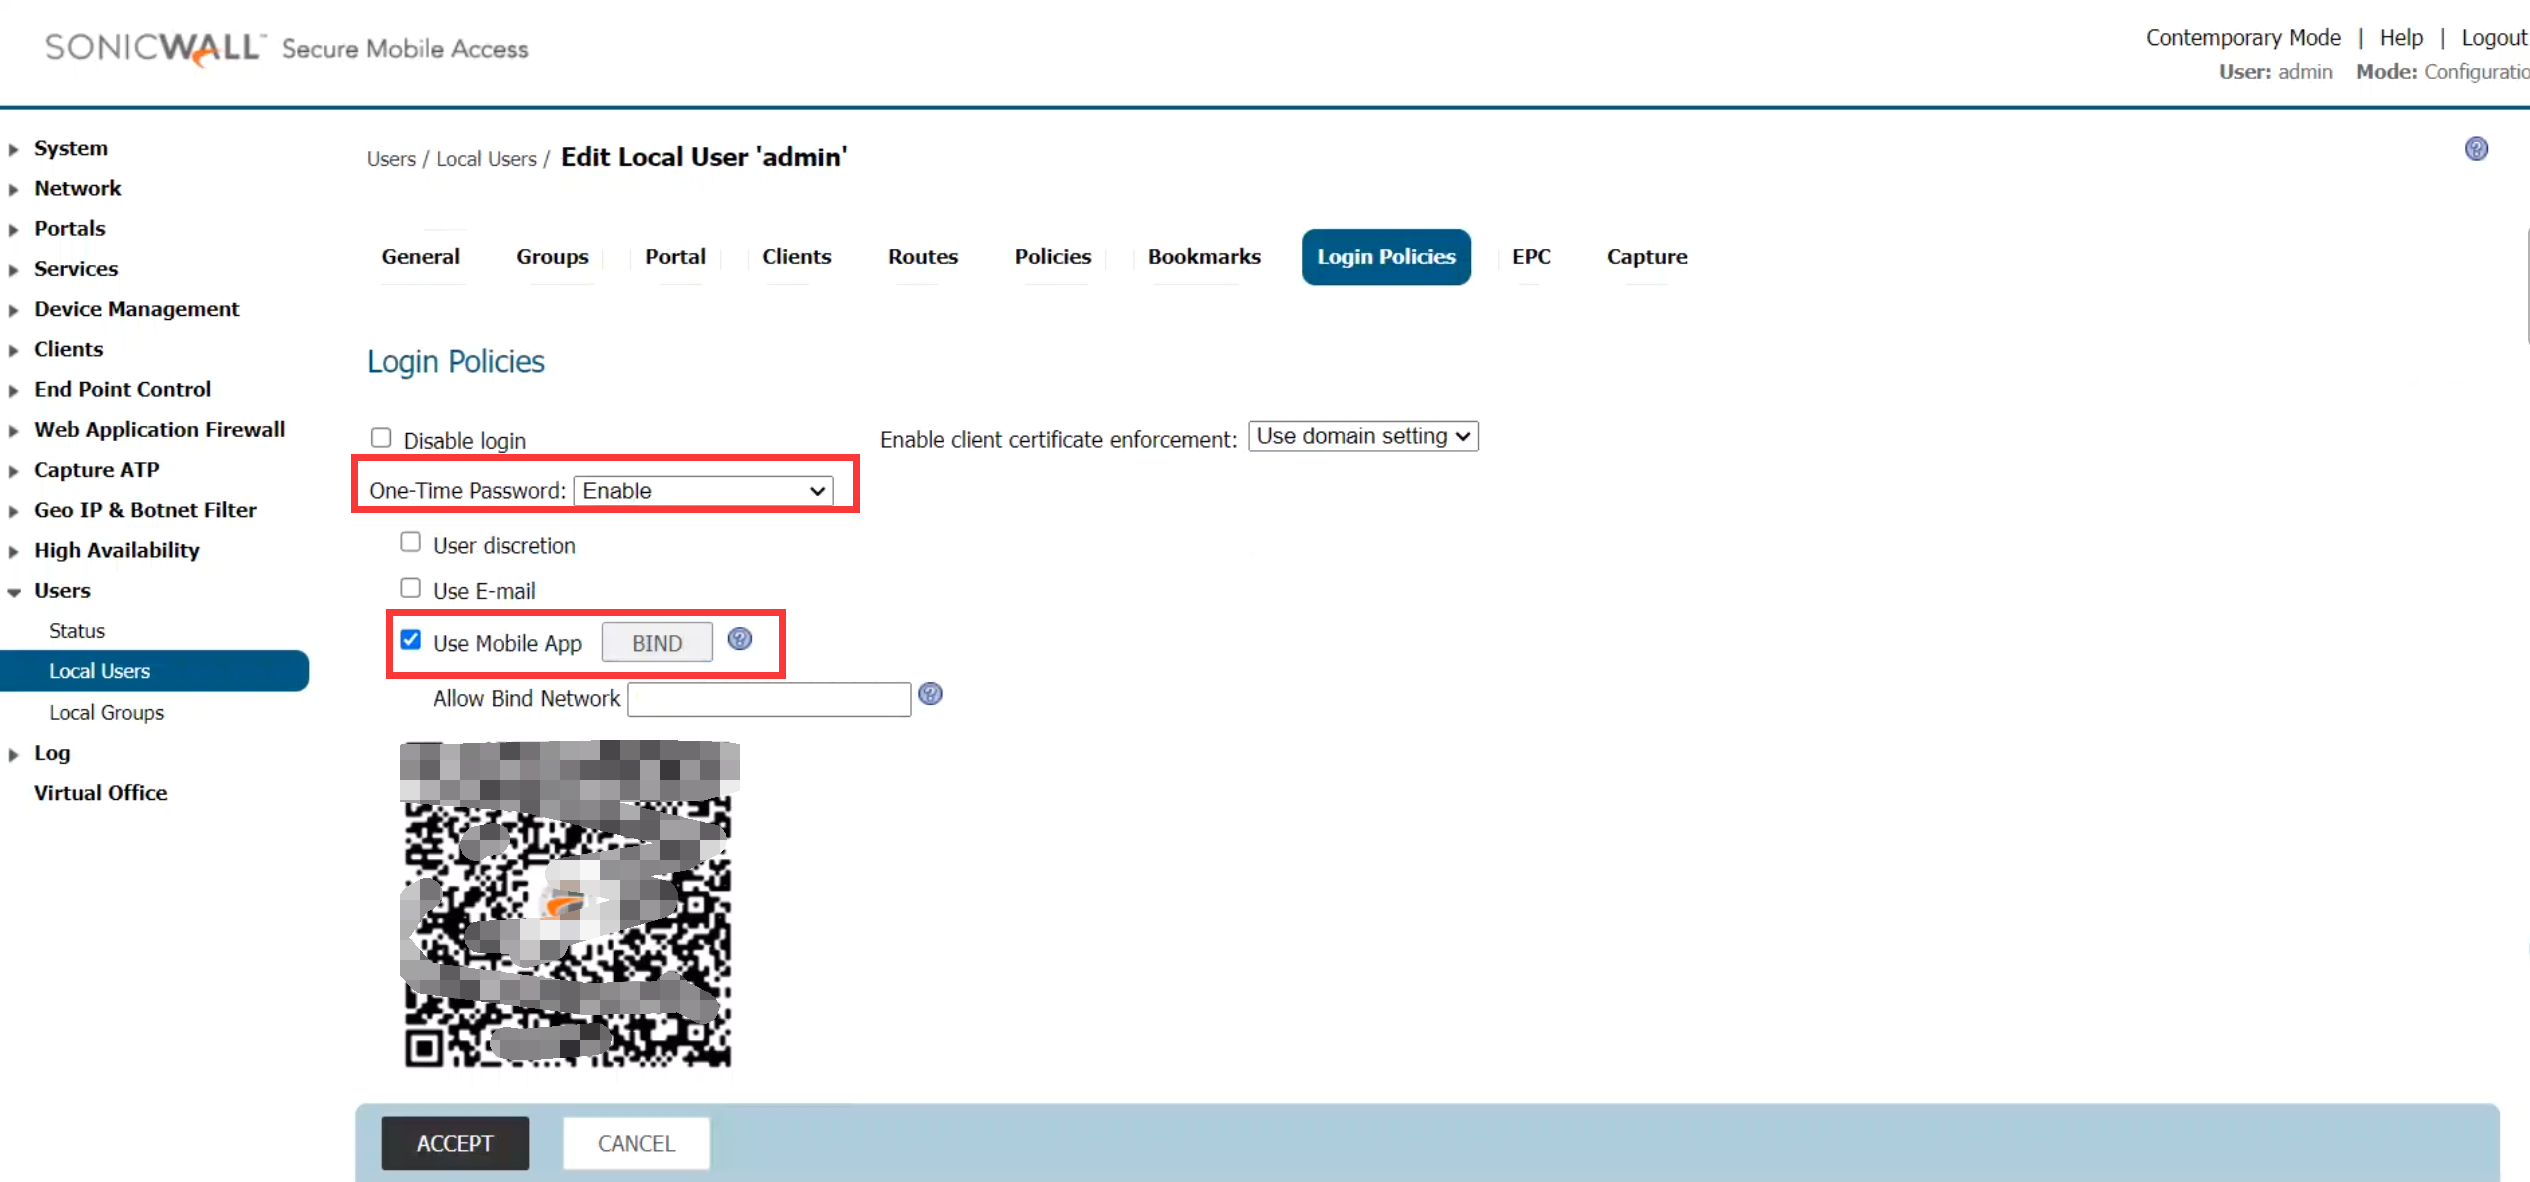 SONICWALL™ Secure Mobile Access
Contemporary Mode | Help | Logout
User: admin Mode: Configuratio
System
Network
Portals
Services
Device Management
Clients
End Point Control
Web Application Firewall
Capture ATP
Geo IP & Botnet Filter
High Availability
Users
Status
Local Users
Local Groups
Log
Virtual Office
Users / Local Users / Edit Local User 'admin'
General Groups Portal Clients Routes Policies Bookmarks Login Policies EPC Capture
Login Policies
Disable login
Enable client certificate enforcement: Use domain setting
One-Time Password: Enable
User discretion
Use E-mail
Use Mobile App BIND
Allow Bind Network
ACCEPT CANCEL